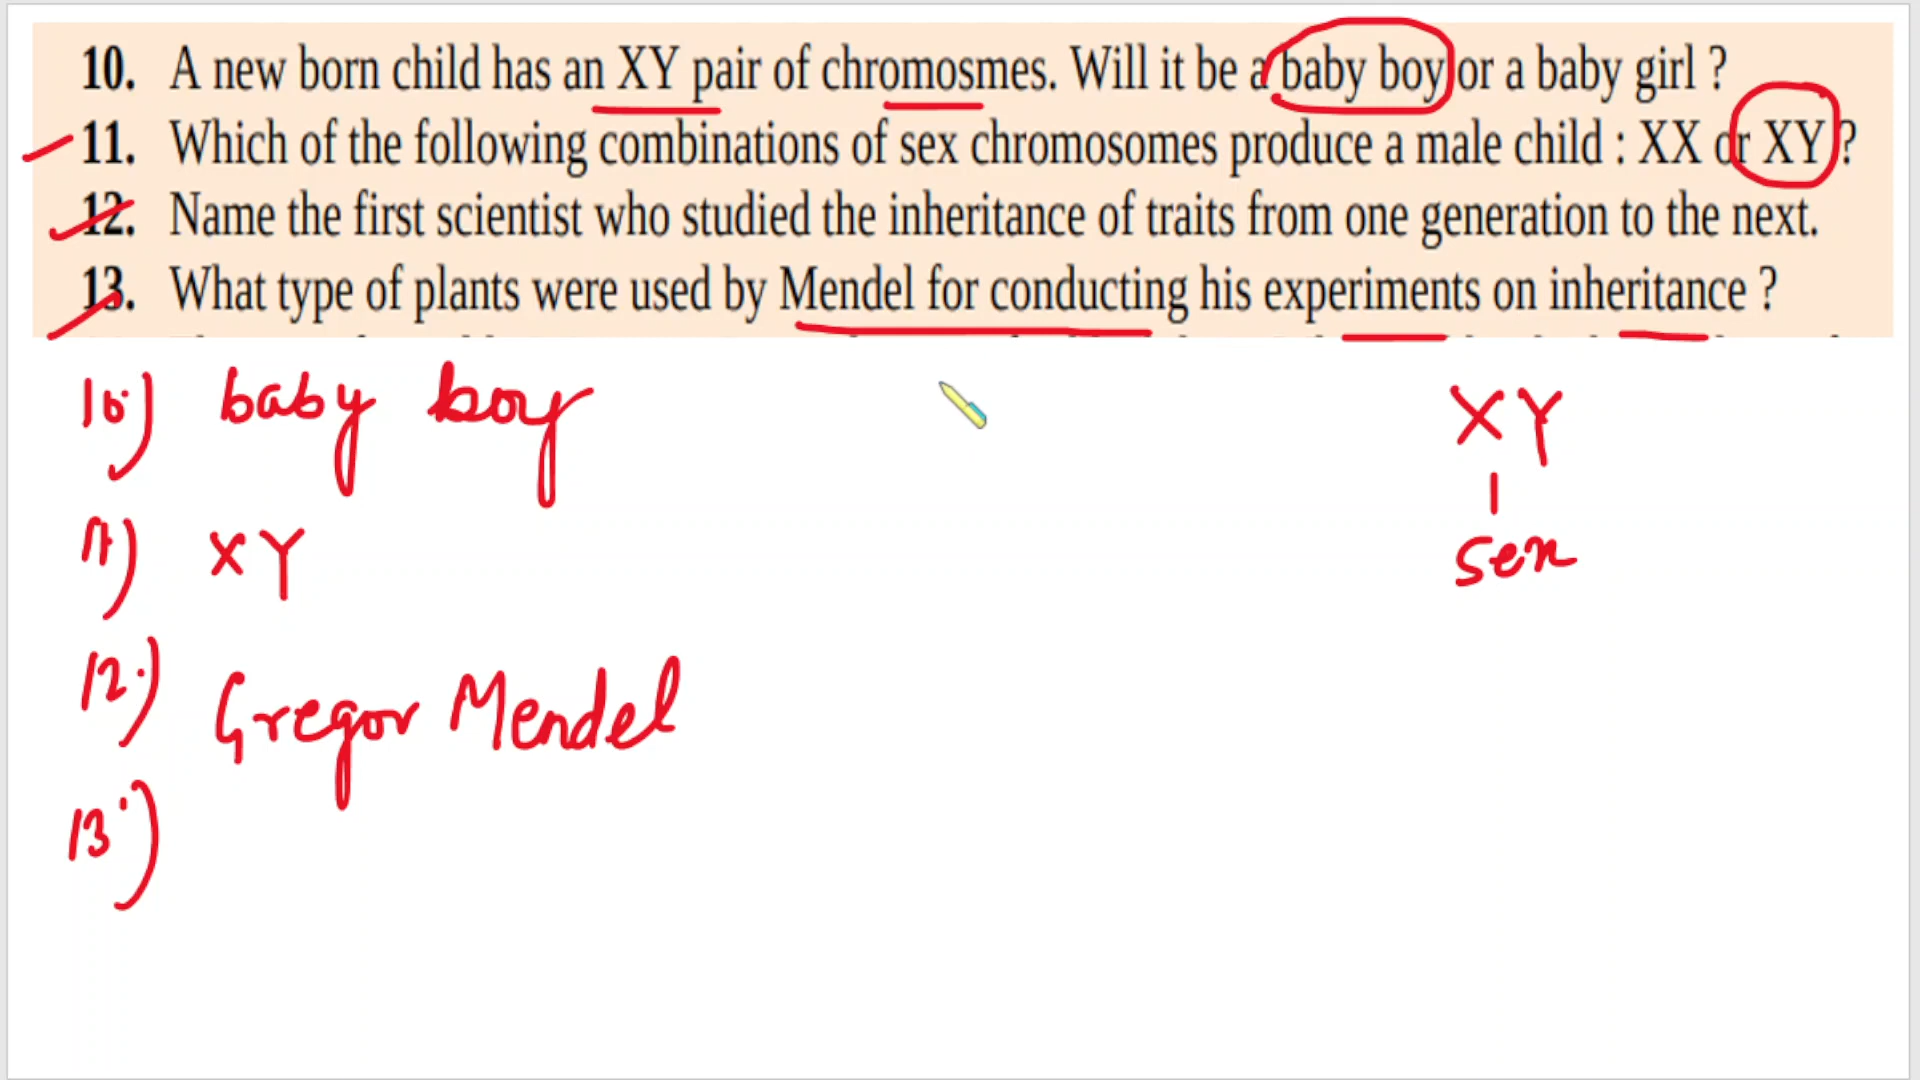 10. A new born child has an XY pair of chromosmes. Will it be a baby boy or a baby girl ?
11. Which of the following combinations of sex chromosomes produce a male child : XX or XY ?
12. Name the first scientist who studied the inheritance of traits from one generation to the next.
13. What type of plants were used by Mendel for conducting his experiments on inheritance ?
10.) baby boy
XY
sex
11) XY
12.) Gregor Mendel
13.)